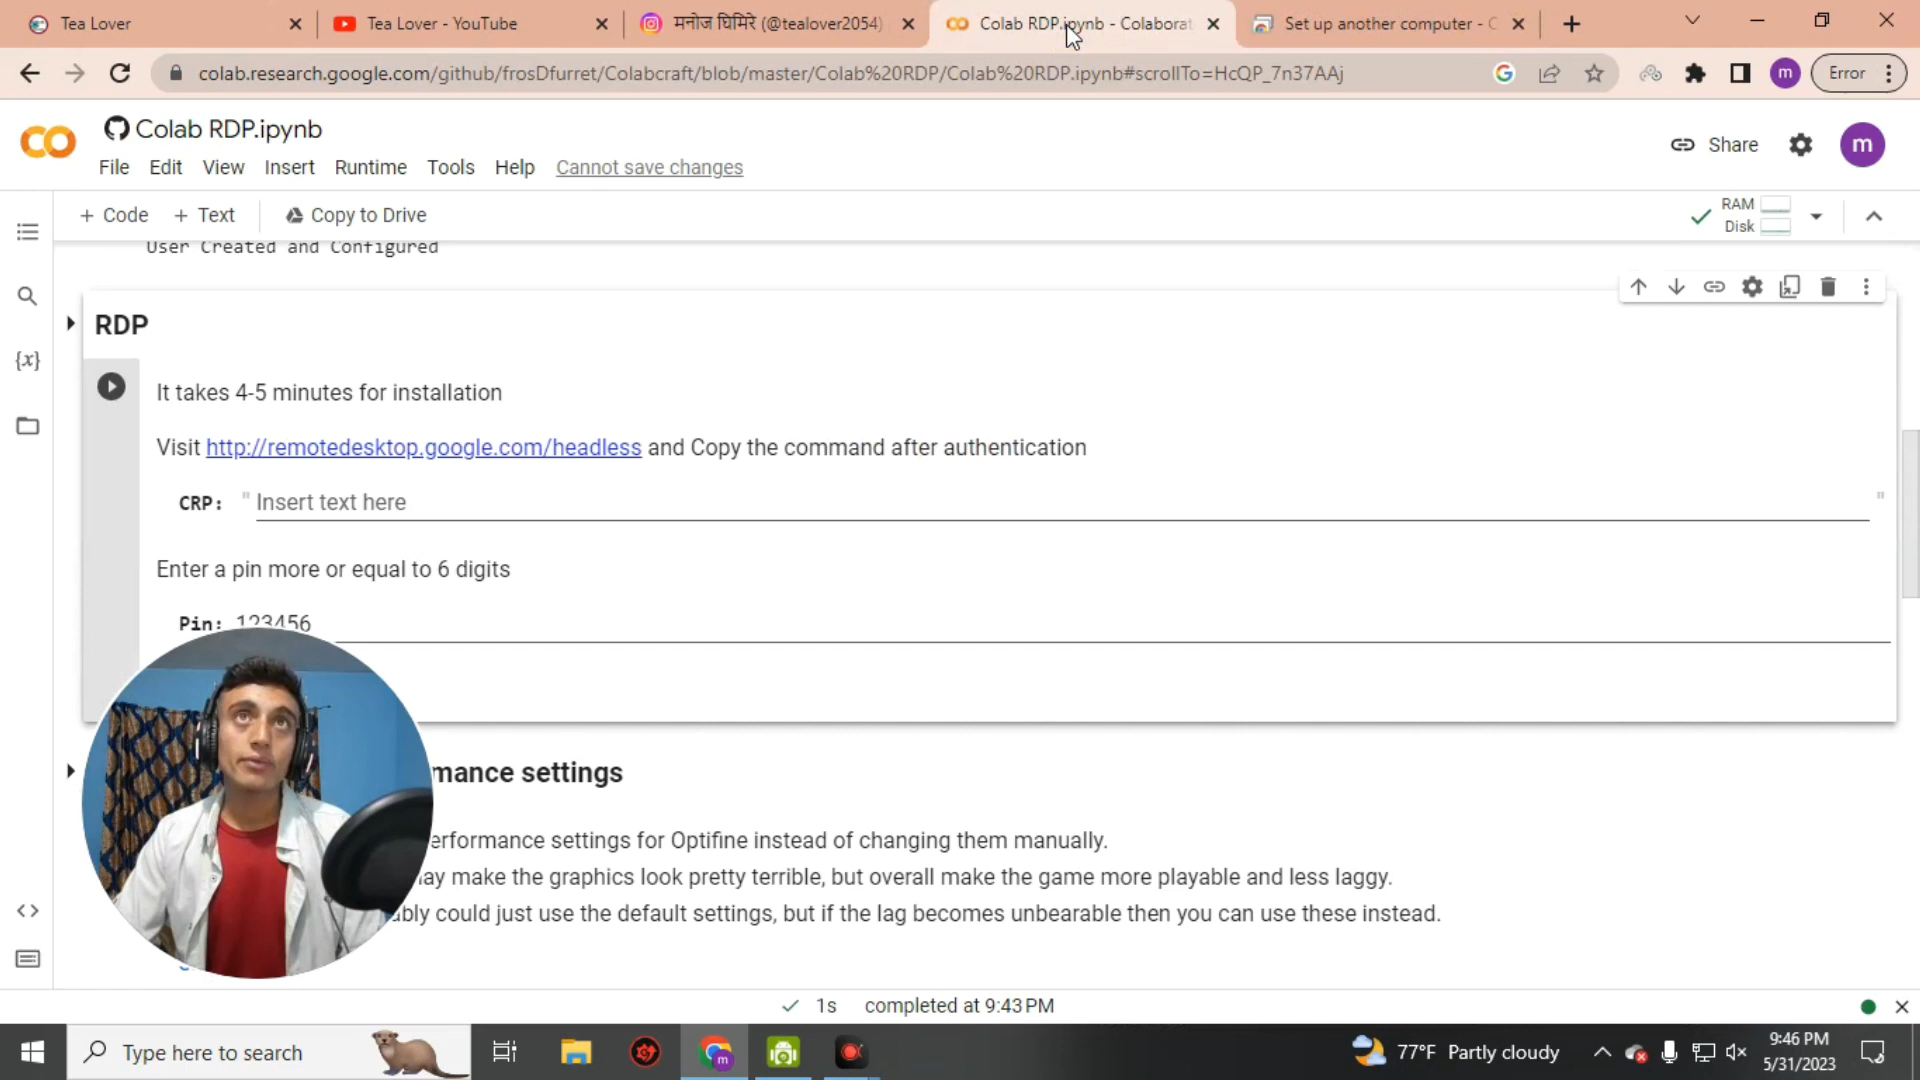 Tea Lover
Tea Lover - YouTube
मनोज घिमिरे (@tealover2054)
Colab RDP.ipynb - Colaborat
Set up another computer - C
colab.research.google.com/github/frosDfurret/Colabcraft/blob/master/Colab%20RDP/Colab%20RDP.ipynb#scrollTo=HcQP_7n37AAj
m
Error
Colab RDP.ipynb
File Edit View Insert Runtime Tools Help Cannot save changes
Share
m
+ Code + Text Copy to Drive
RAM
Disk
User Created and Configured
RDP
It takes 4-5 minutes for installation
Visit http://remotedesktop.google.com/headless and Copy the command after authentication
CRP: " Insert text here "
Enter a pin more or equal to 6 digits
Pin: 123456
mance settings
erformance settings for Optifine instead of changing them manually.
may make the graphics look pretty terrible, but overall make the game more playable and less laggy.
ably could just use the default settings, but if the lag becomes unbearable then you can use these instead.
1s completed at 9:43 PM
Type here to search
77°F Partly cloudy
9:46 PM
5/31/2023